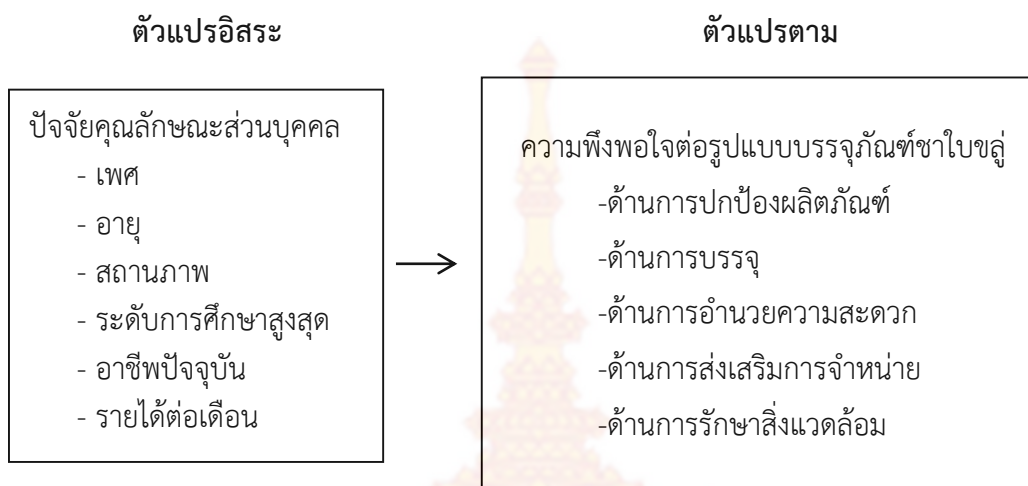 ตัวแปรอิสระ
ปัจจัยคุณลักษณะส่วนบุคคล
- เพศ
- อายุ
- สถานภาพ
- ระดับการศึกษาสูงสุด
- อาชีพปัจจุบัน
- รายได้ต่อเดือน
ตัวแปรตาม
ความพึงพอใจต่อรูปแบบบรรจุภัณฑ์ชาใบขลู่
-ด้านการปกป้องผลิตภัณฑ์
-ด้านการบรรจุ
-ด้านการอำนวยความสะดวก
-ด้านการส่งเสริมการจำหน่าย
-ด้านการรักษาสิ่งแวดล้อม